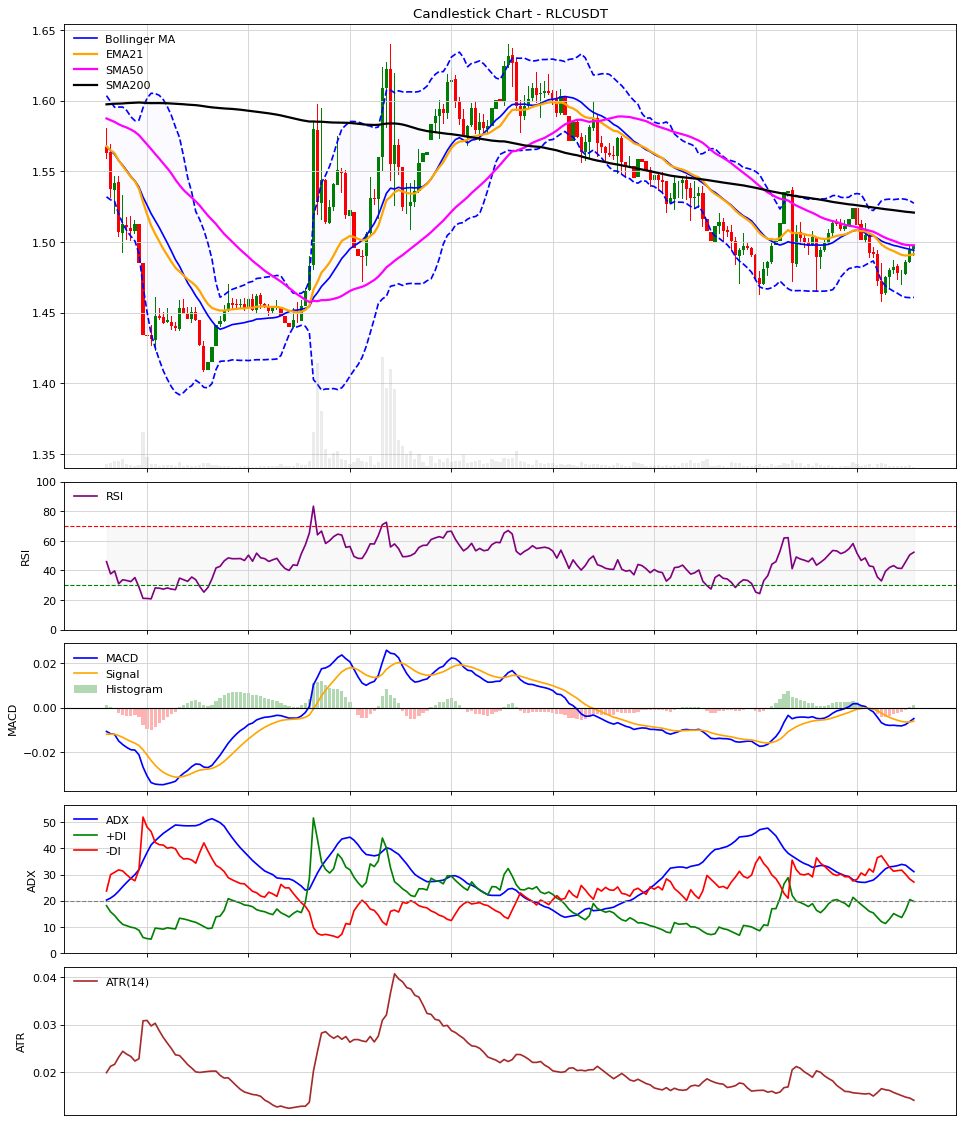 Candlestick Chart - RLCUSDT
1.65
1.60
1.55
1.50
1.45
1.40
1.35
Bollinger MA
EMA21
SMA50
SMA200
100
80
60
40
20
0
RSI
RSI
0.02
0.00
−0.02
MACD
MACD
Signal
Histogram
50
40
30
20
10
0
ADX
ADX
+DI
-DI
0.04
0.03
0.02
ATR
ATR(14)